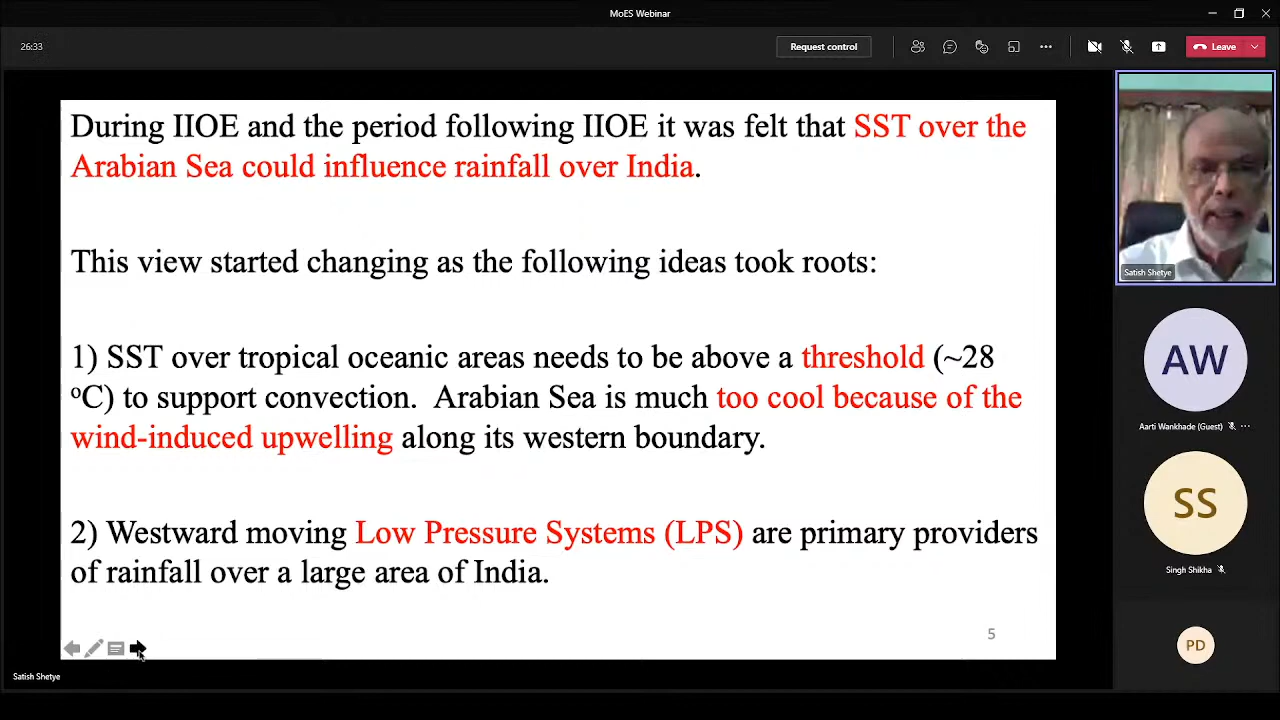 MoES Webinar
26:33
Request control
Leave
During IIOE and the period following IIOE it was felt that SST over the
Arabian Sea could influence rainfall over India.
This view started changing as the following ideas took roots:
1) SST over tropical oceanic areas needs to be above a threshold (~28
ºC) to support convection. Arabian Sea is much too cool because of the
wind-induced upwelling along its western boundary.
2) Westward moving Low Pressure Systems (LPS) are primary providers
of rainfall over a large area of India.
5
Satish Shetye
Satish Shetye
AW
Aarti Wankhade (Guest)
SS
Singh Shikha
PD